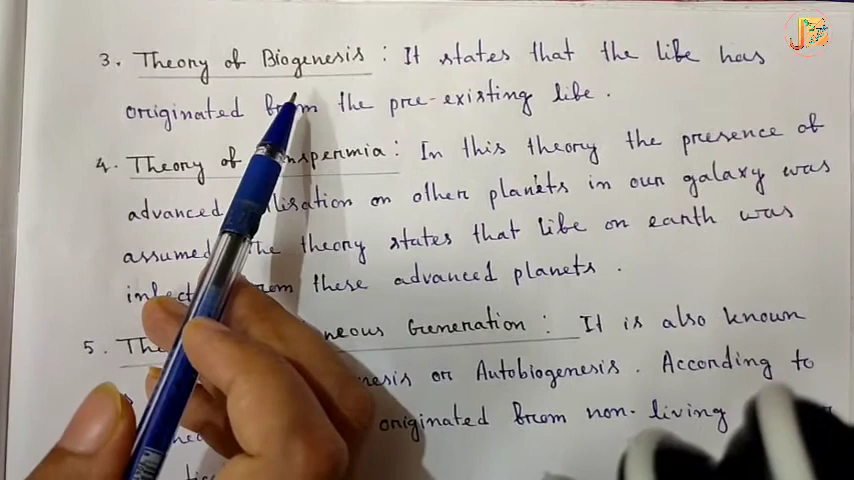 3. Theory of Biogenesis : It states that the life has
originated from the pre-existing life.
4. Theory of : In this theory the presence of
advanced on other planets in our galaxy was
assumed. The theory states that life on earth was
from these advanced planets.
5. Generation : It is also known
or Autobiogenesis. According to
originated from non-living